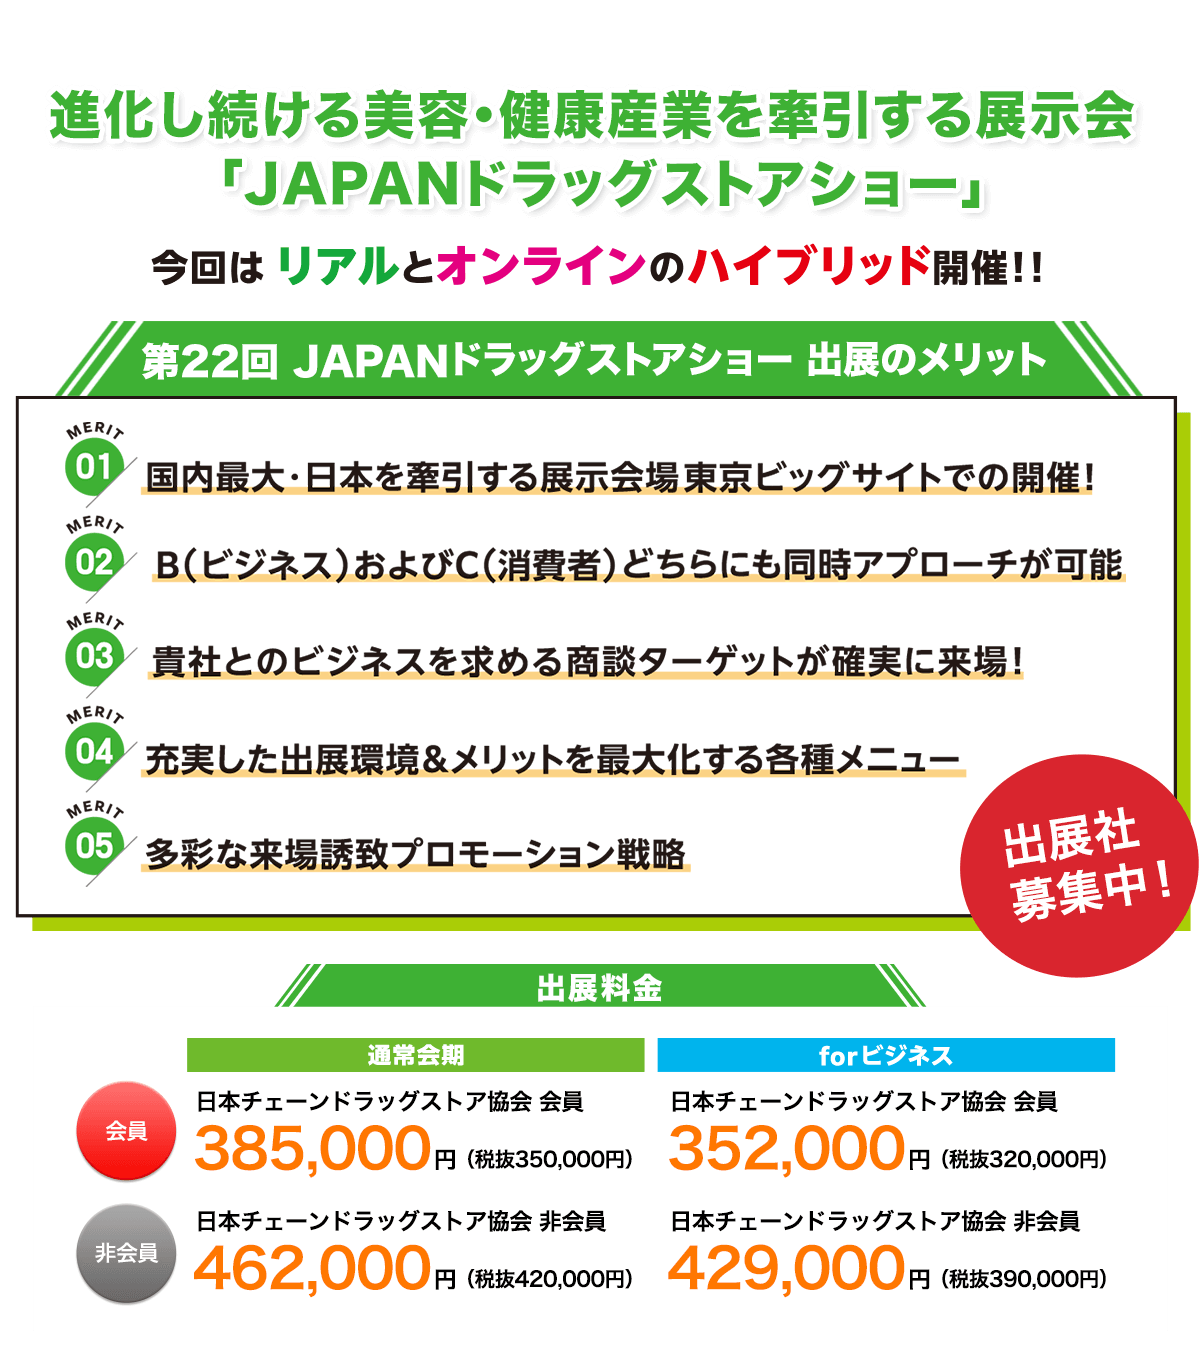 進化し続ける美容・健康産業を牽引する展示会
「JAPANドラッグストアショー」
今回は リアルとオンラインのハイブリッド開催!!
第22回 JAPANドラッグストアショー 出展のメリット
MERIT
01
国内最大・日本を牽引する展示会場東京ビッグサイトでの開催!
MERIT
02
B(ビジネス)およびC(消費者)どちらにも同時アプローチが可能
MERIT
03
貴社とのビジネスを求める商談ターゲットが確実に来場!
MERIT
04
充実した出展環境&メリットを最大化する各種メニュー
MERIT
05
多彩な来場誘致プロモーション戦略
出展社
募集中!
出展料金
通常会期
forビジネス
会員
日本チェーンドラッグストア協会 会員
385,000円(税抜350,000円)
日本チェーンドラッグストア協会 会員
352,000円(税抜320,000円)
非会員
日本チェーンドラッグストア協会 非会員
462,000円(税抜420,000円)
日本チェーンドラッグストア協会 非会員
429,000円(税抜390,000円)